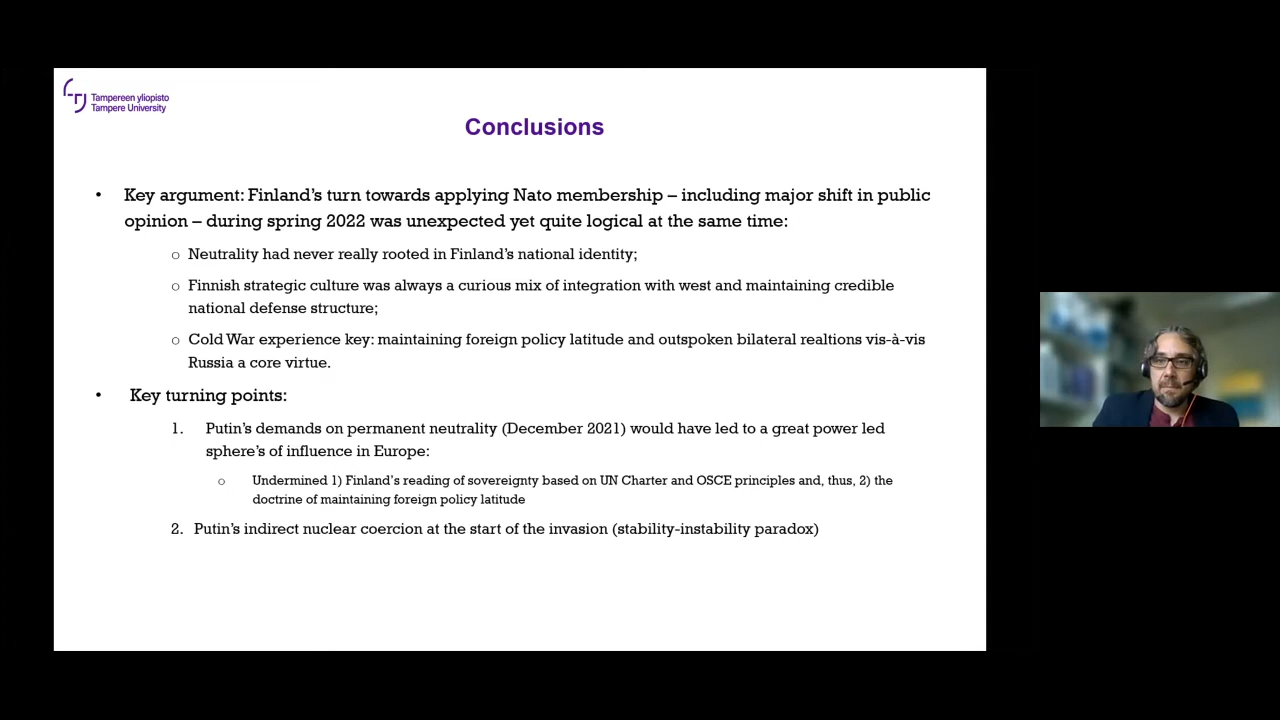 Tampereen yliopisto
Tampere University
Conclusions
• Key argument: Finland's turn towards applying Nato membership – including major shift in public
opinion – during spring 2022 was unexpected yet quite logical at the same time:
o Neutrality had never really rooted in Finland's national identity;
o Finnish strategic culture was always a curious mix of integration with west and maintaining credible
national defense structure;
o Cold War experience key: maintaining foreign policy latitude and outspoken bilateral realtions vis-à-vis
Russia a core virtue.
• Key turning points:
1. Putin's demands on permanent neutrality (December 2021) would have led to a great power led
sphere's of influence in Europe:
o Undermined 1) Finland's reading of sovereignty based on UN Charter and OSCE principles and, thus, 2) the
doctrine of maintaining foreign policy latitude
2. Putin's indirect nuclear coercion at the start of the invasion (stability-instability paradox)